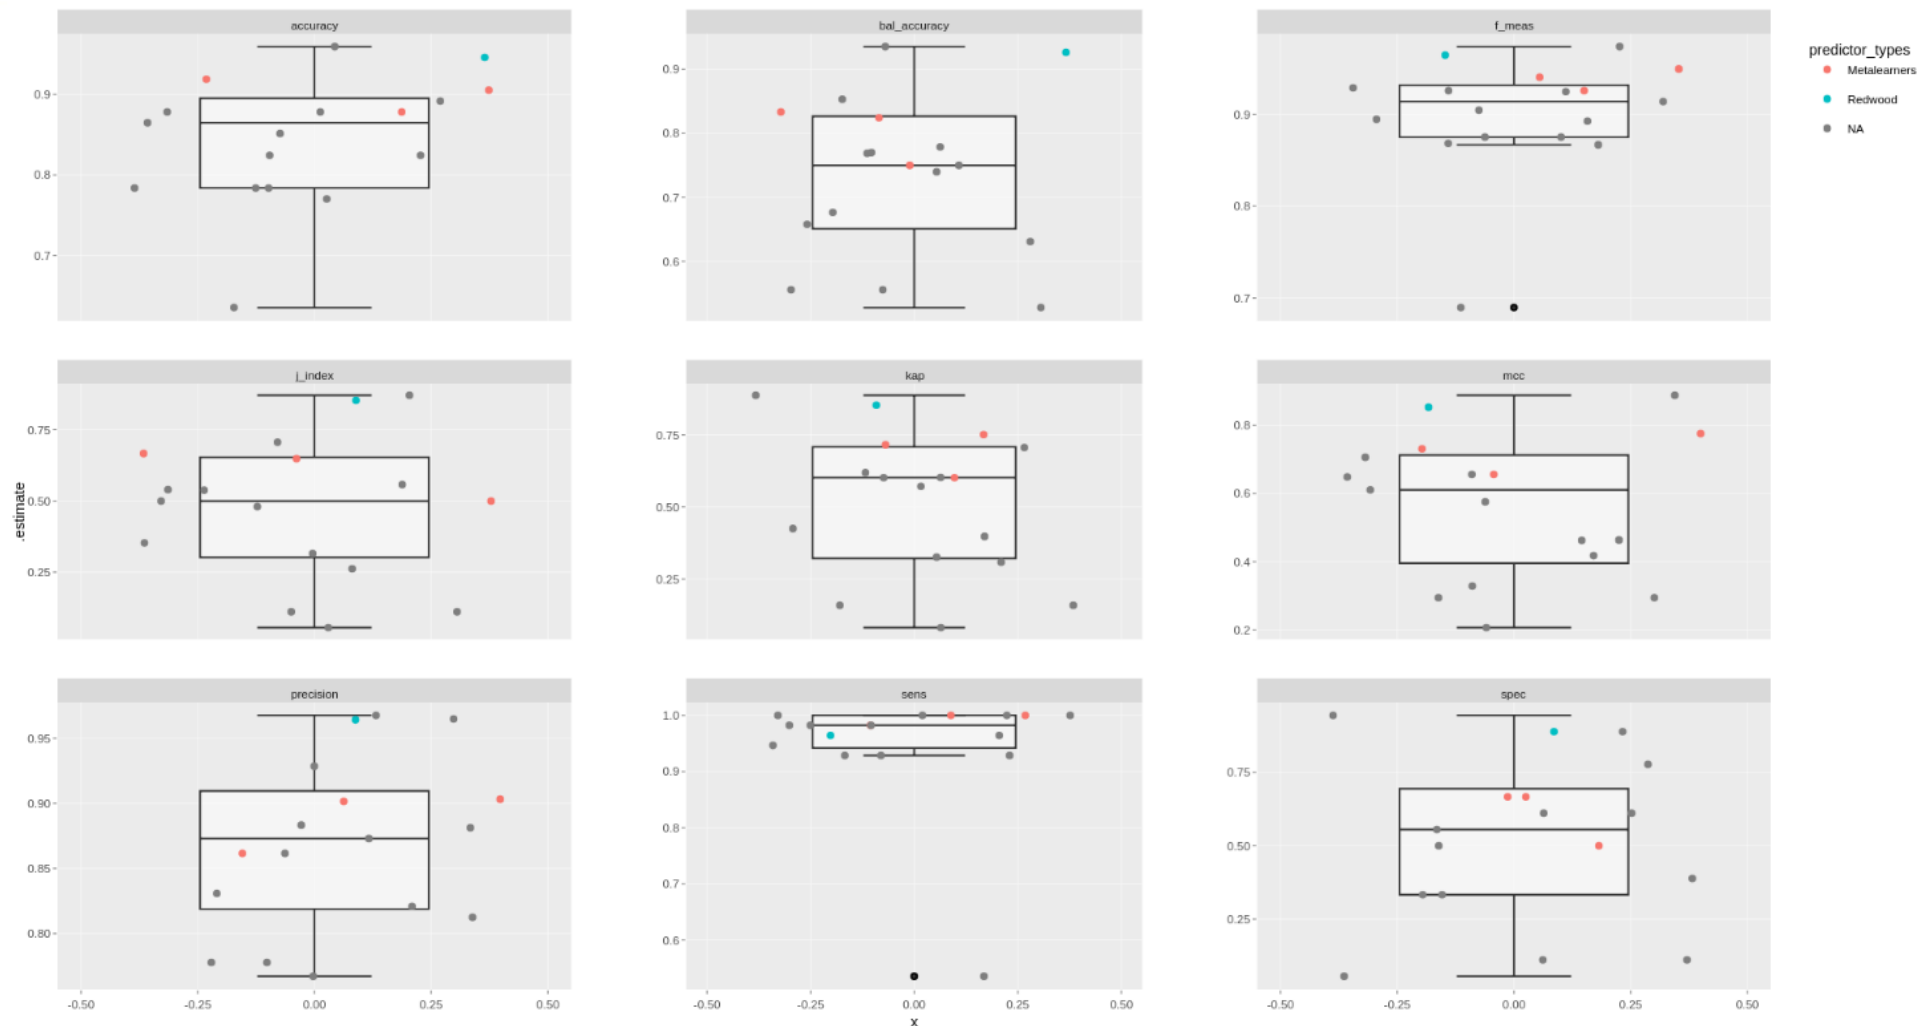 accuracy
bal_accuracy
f_meas
predictor_types
Metalearners
Redwood
NA
0.9
0.8
0.7
0.9
0.8
0.7
0.6
0.9
0.8
0.7
j_index
kap
mcc
0.75
0.50
0.25
0.75
0.50
0.25
0.8
0.6
0.4
0.2
.estimate
precision
sens
spec
0.95
0.90
0.85
0.80
1.0
0.9
0.8
0.7
0.6
0.75
0.50
0.25
-0.50 -0.25 0.00 0.25 0.50
-0.50 -0.25 0.00 0.25 0.50
-0.50 -0.25 0.00 0.25 0.50
x